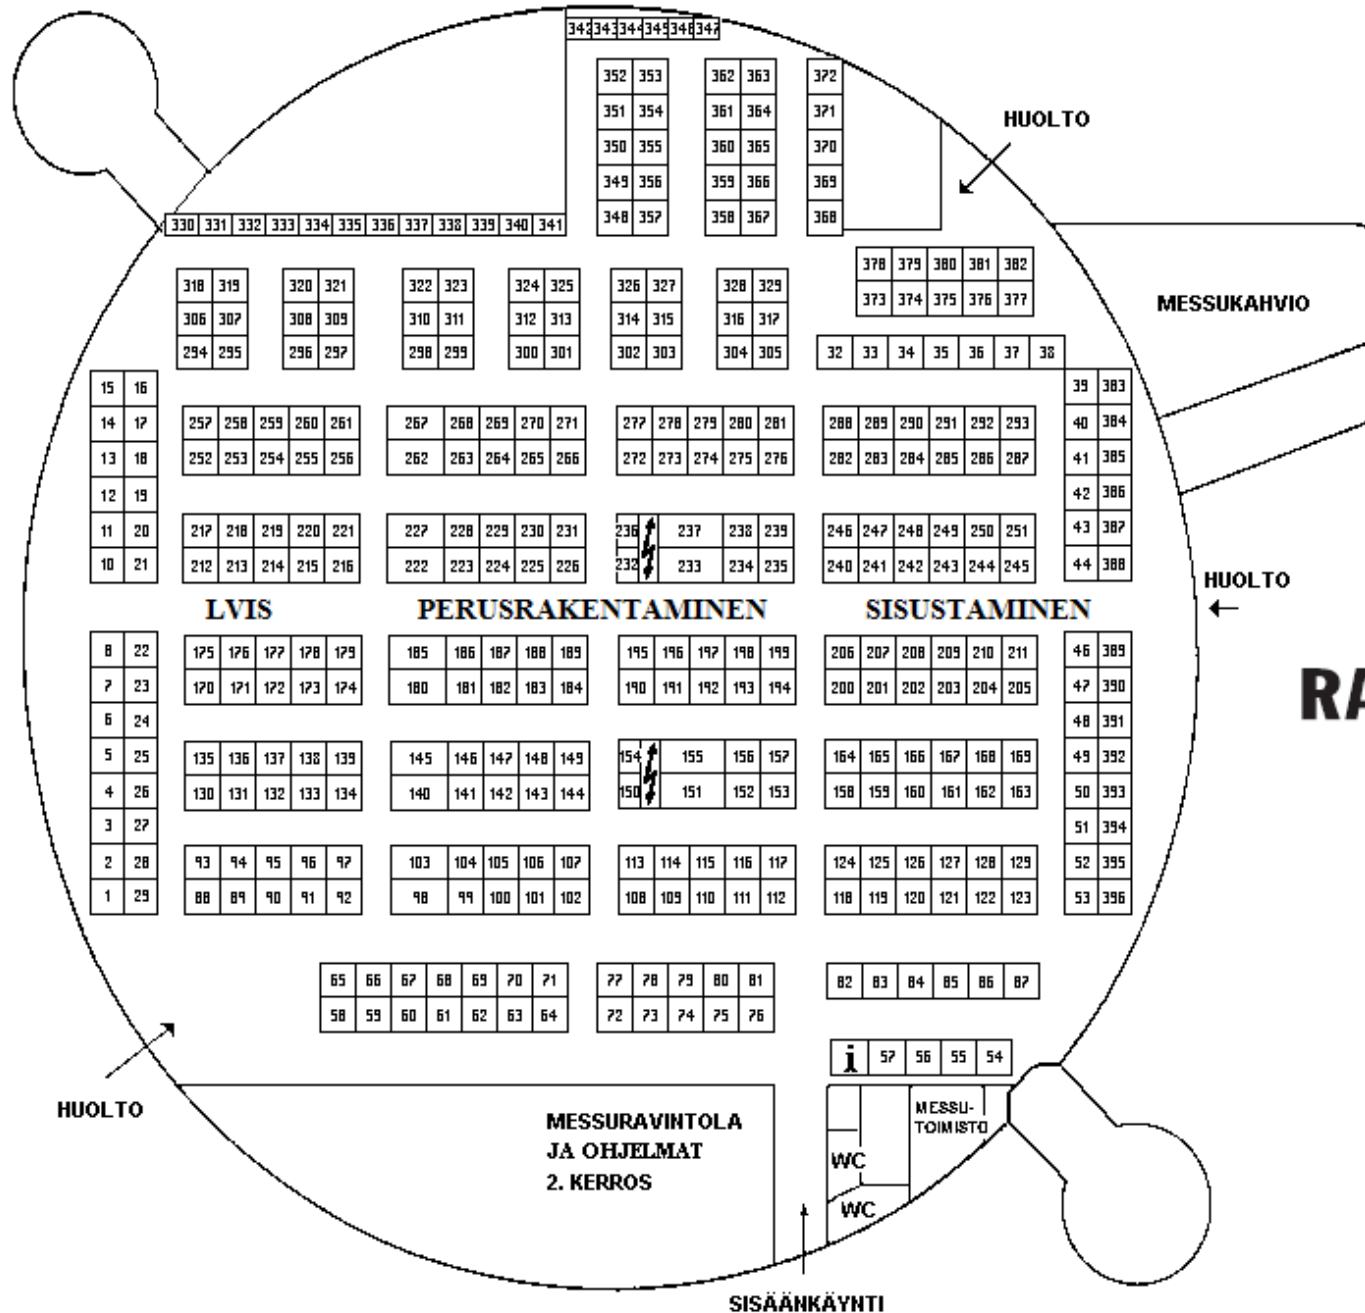 342 343 344 345 346 347
352 353 362 363 372
351 354 361 364 371
HUOLTO
350 355 360 365 370
349 356 359 366 369
348 357 358 367 368
330 331 332 333 334 335 336 337 338 339 340 341
378 379 380 381 382
318 319 320 321 322 323 324 325 326 327 328 329
373 374 375 376 377
MESSUKAHVIO
306 307 308 309 310 311 312 313 314 315 316 317
294 295 296 297 298 299 300 301 302 303 304 305
32 33 34 35 36 37 38
15 16 39 383
14 17 257 258 259 260 261 267 268 269 270 271 277 278 279 280 281 288 289 290 291 292 293 40 384
13 18 252 253 254 255 256 262 263 264 265 266 272 273 274 275 276 282 283 284 285 286 287 41 385
12 19 42 386
11 20 217 218 219 220 221 227 228 229 230 231 236 237 238 239 246 247 248 249 250 251 43 387
10 21 212 213 214 215 216 222 223 224 225 226 232 233 234 235 240 241 242 243 244 245 44 388
HUOLTO
LVIS PERUSRAKENTAMINEN SISUSTAMINEN
8 22 175 176 177 178 179 185 186 187 188 189 195 196 197 198 199 206 207 208 209 210 211 46 389
7 23 170 171 172 173 174 180 181 182 183 184 190 191 192 193 194 200 201 202 203 204 205 47 390
RA
6 24 48 391
5 25 135 136 137 138 139 145 146 147 148 149 154 155 156 157 164 165 166 167 168 169 49 392
4 26 130 131 132 133 134 140 141 142 143 144 150 151 152 153 158 159 160 161 162 163 50 393
3 27 51 394
2 28 93 94 95 96 97 103 104 105 106 107 113 114 115 116 117 124 125 126 127 128 129 52 395
1 29 88 89 90 91 92 98 99 100 101 102 108 109 110 111 112 118 119 120 121 122 123 53 396
65 66 67 68 69 70 71 77 78 79 80 81 82 83 84 85 86 87
58 59 60 61 62 63 64 72 73 74 75 76
i 57 56 55 54
HUOLTO
MESSURAVINTOLA
JA OHJELMAT
2. KERROS
MESSU-
TOIMISTO
WC
WC
SISÄÄNKÄYNTI